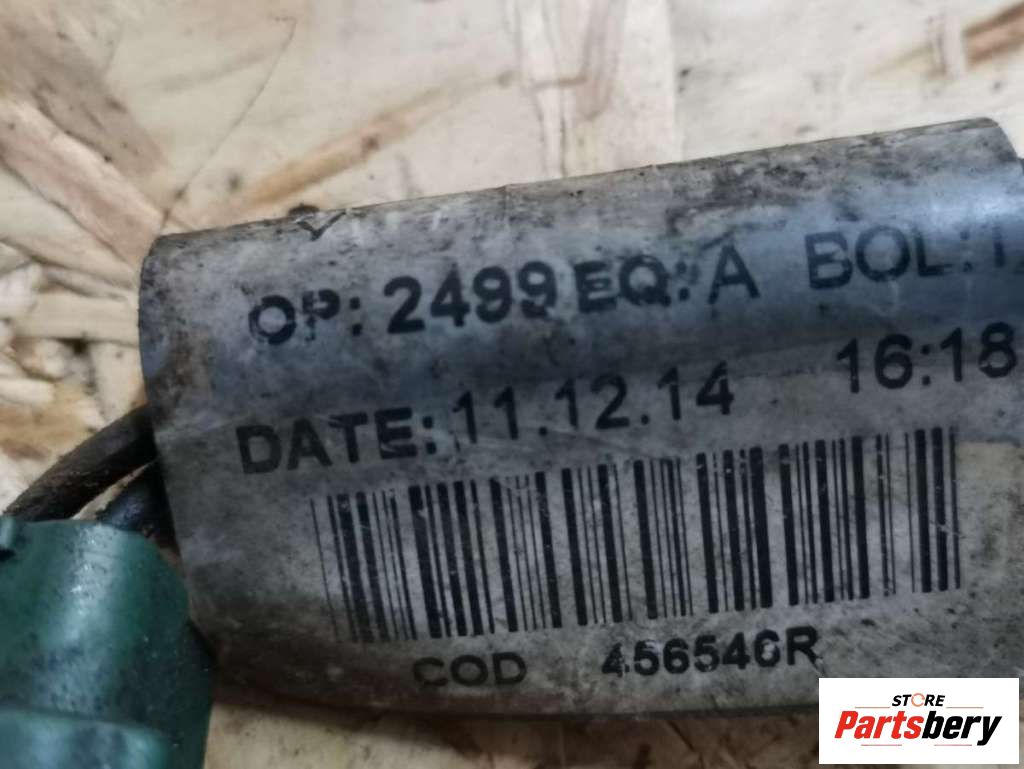 OP: 2499 EQ: A BOL:
DATE: 11.12.14 16:18
COD 456546R
STORE
Partsbery